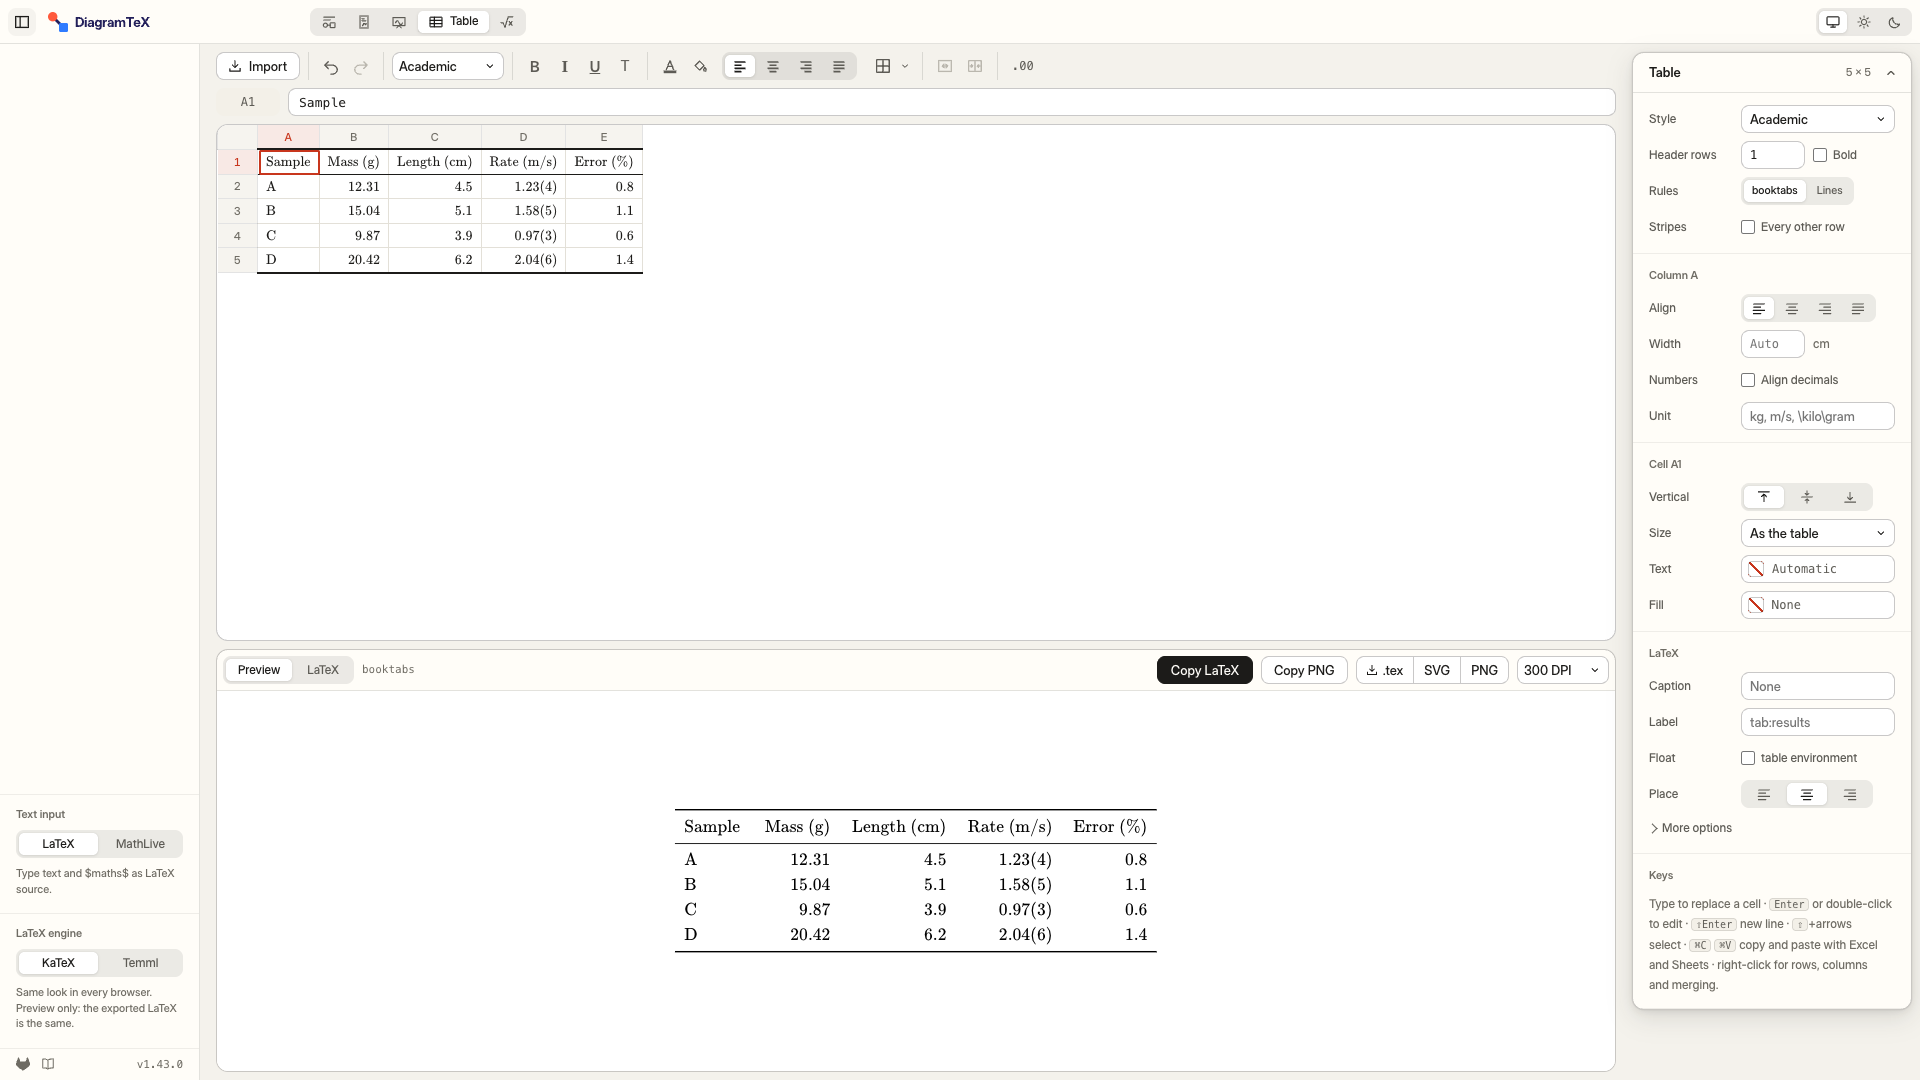 DiagramTeX
Table
Import
Academic
B I U T
.00
A1
Sample
A B C D E
1 Sample Mass (g) Length (cm) Rate (m/s) Error (%)
2 A 12.31 4.5 1.23(4) 0.8
3 B 15.04 5.1 1.58(5) 1.1
4 C 9.87 3.9 0.97(3) 0.6
5 D 20.42 6.2 2.04(6) 1.4
Preview
LaTeX
booktabs
Copy LaTeX
Copy PNG
.tex
SVG
PNG
300 DPI
Sample Mass (g) Length (cm) Rate (m/s) Error (%)
A 12.31 4.5 1.23(4) 0.8
B 15.04 5.1 1.58(5) 1.1
C 9.87 3.9 0.97(3) 0.6
D 20.42 6.2 2.04(6) 1.4
Text input
LaTeX MathLive
Type text and $maths$ as LaTeX
source.
LaTeX engine
KaTeX Temml
Same look in every browser.
Preview only: the exported LaTeX
is the same.
v1.43.0
Table 5 × 5
Style Academic
Header rows 1 Bold
Rules booktabs Lines
Stripes Every other row
Column A
Align
Width Auto cm
Numbers Align decimals
Unit kg, m/s, \kilo\gram
Cell A1
Vertical
Size As the table
Text Automatic
Fill None
LaTeX
Caption None
Label tab:results
Float table environment
Place
More options
Keys
Type to replace a cell · Enter or double-click
to edit · ⇧Enter new line · ⇧+arrows
select · ⌘C ⌘V copy and paste with Excel
and Sheets · right-click for rows, columns
and merging.